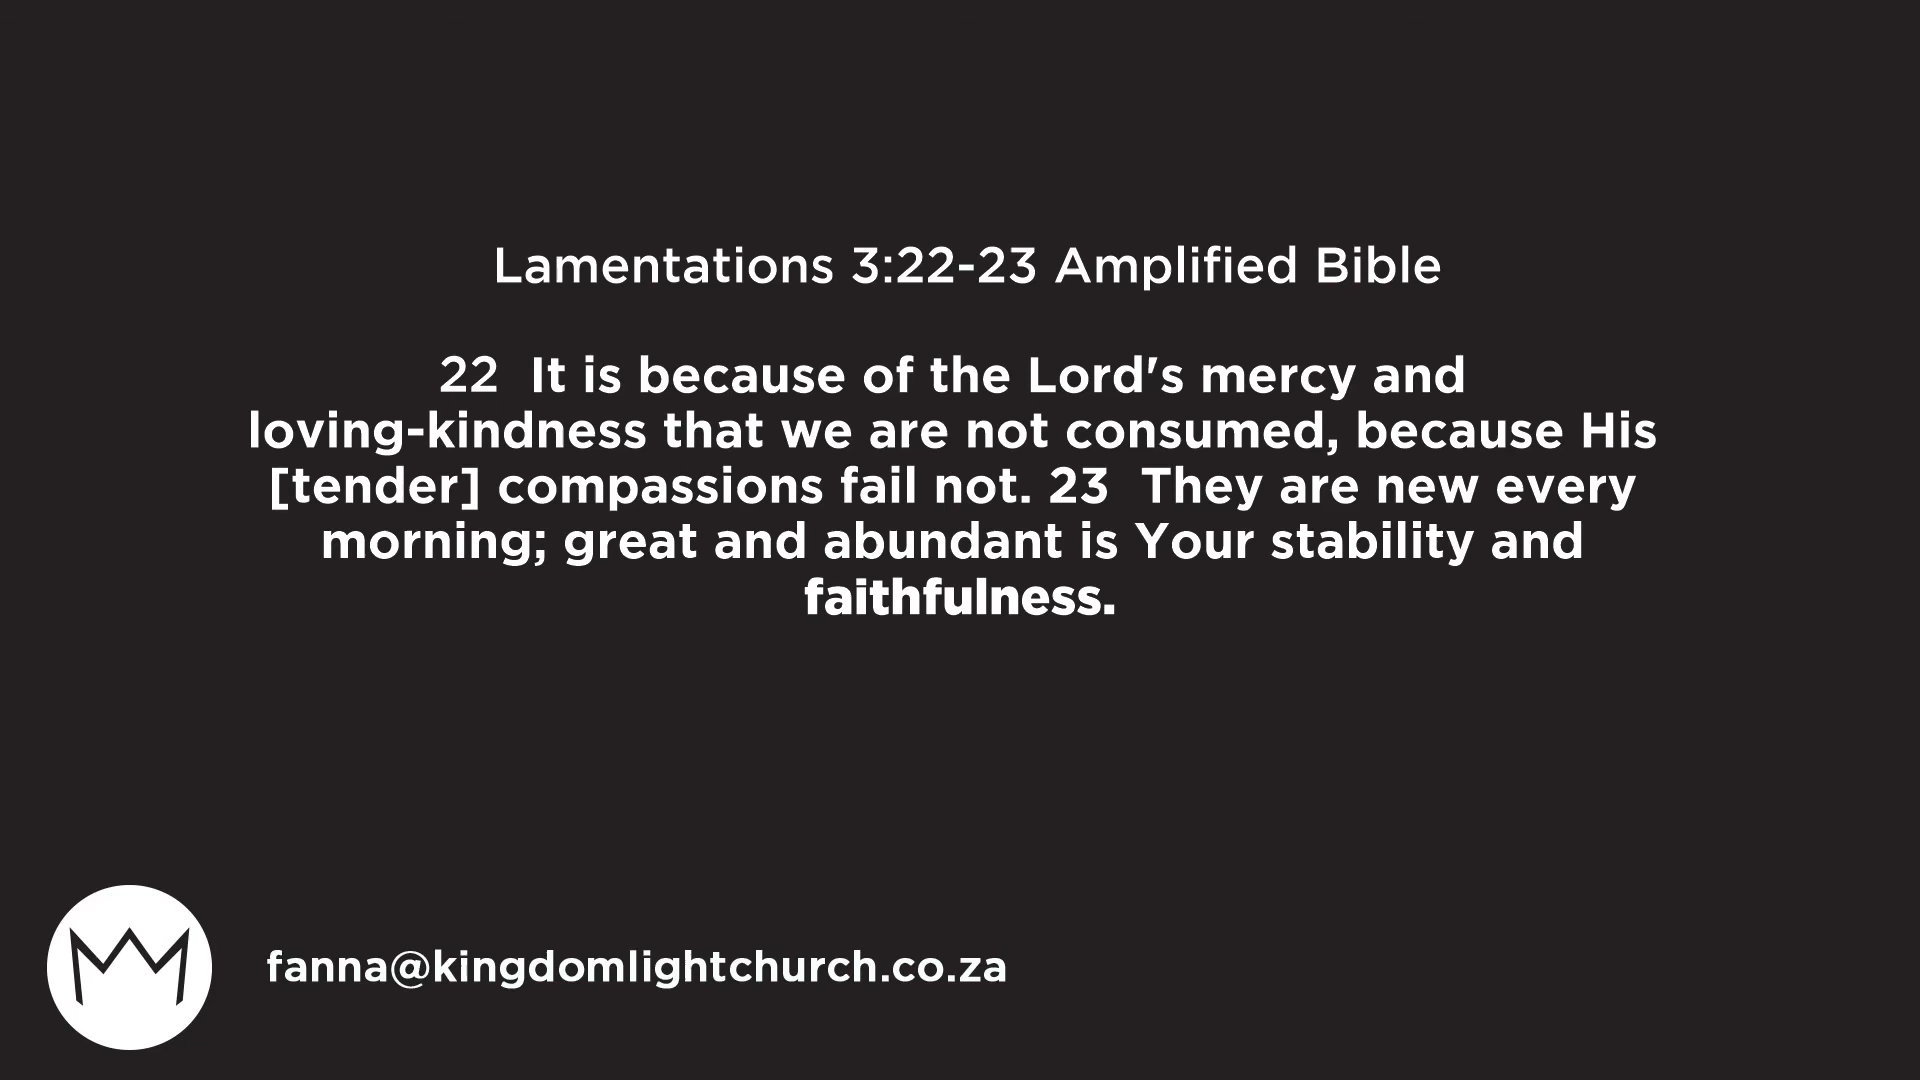 Lamentations 3:22-23 Amplified Bible
22  It is because of the Lord's mercy and
loving-kindness that we are not consumed, because His
[tender] compassions fail not. 23  They are new every
morning; great and abundant is Your stability and
faithfulness.
fanna@kingdomlightchurch.co.za